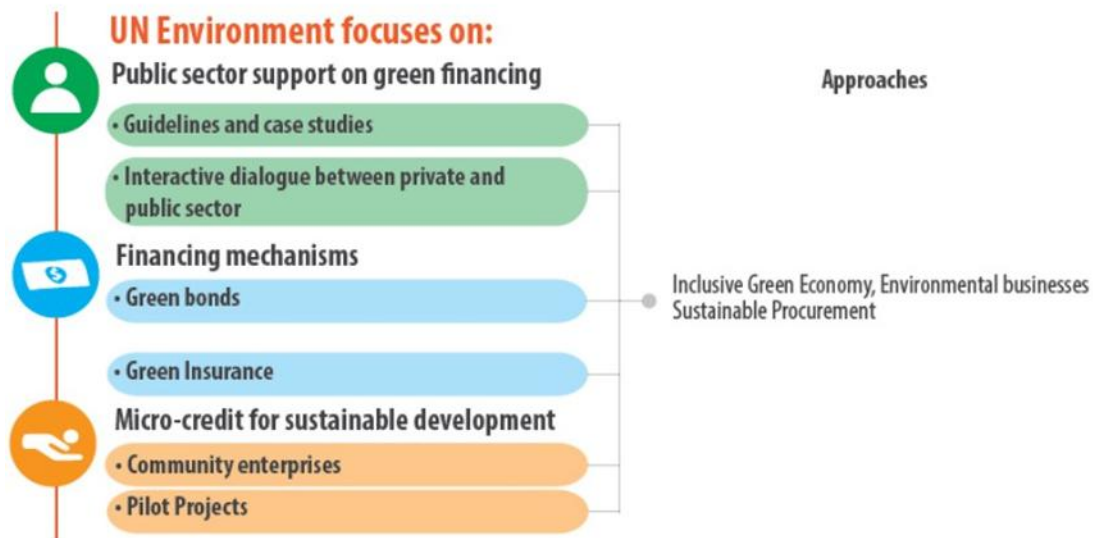 UN Environment focuses on:
Public sector support on green financing
• Guidelines and case studies
• Interactive dialogue between private and
public sector
Financing mechanisms
• Green bonds
• Green Insurance
Micro-credit for sustainable development
• Community enterprises
• Pilot Projects
Approaches
Inclusive Green Economy, Environmental businesses
Sustainable Procurement